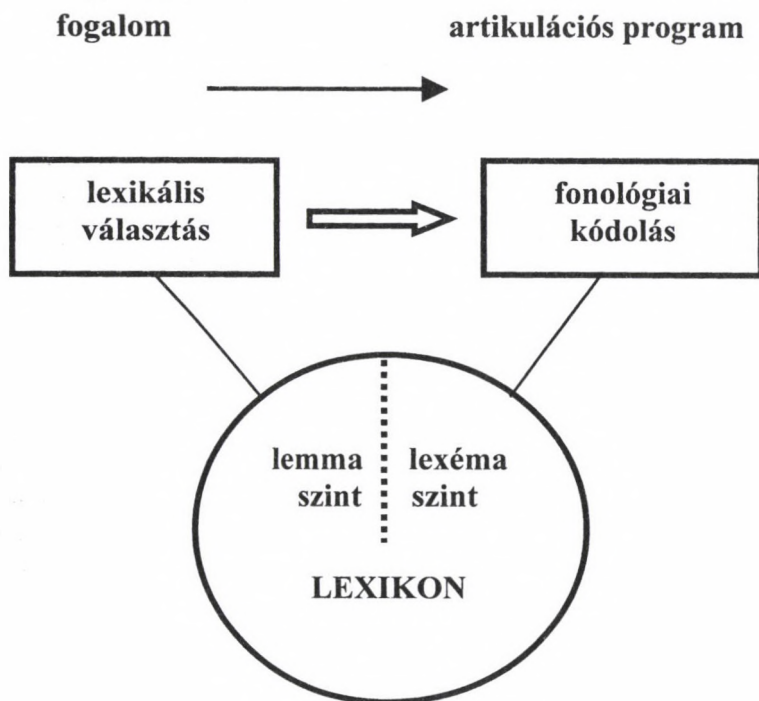 fogalom
artikulációs program
lexikális
választás
fonológiai
kódolás
lemma
szint
lexéma
szint
LEXIKON